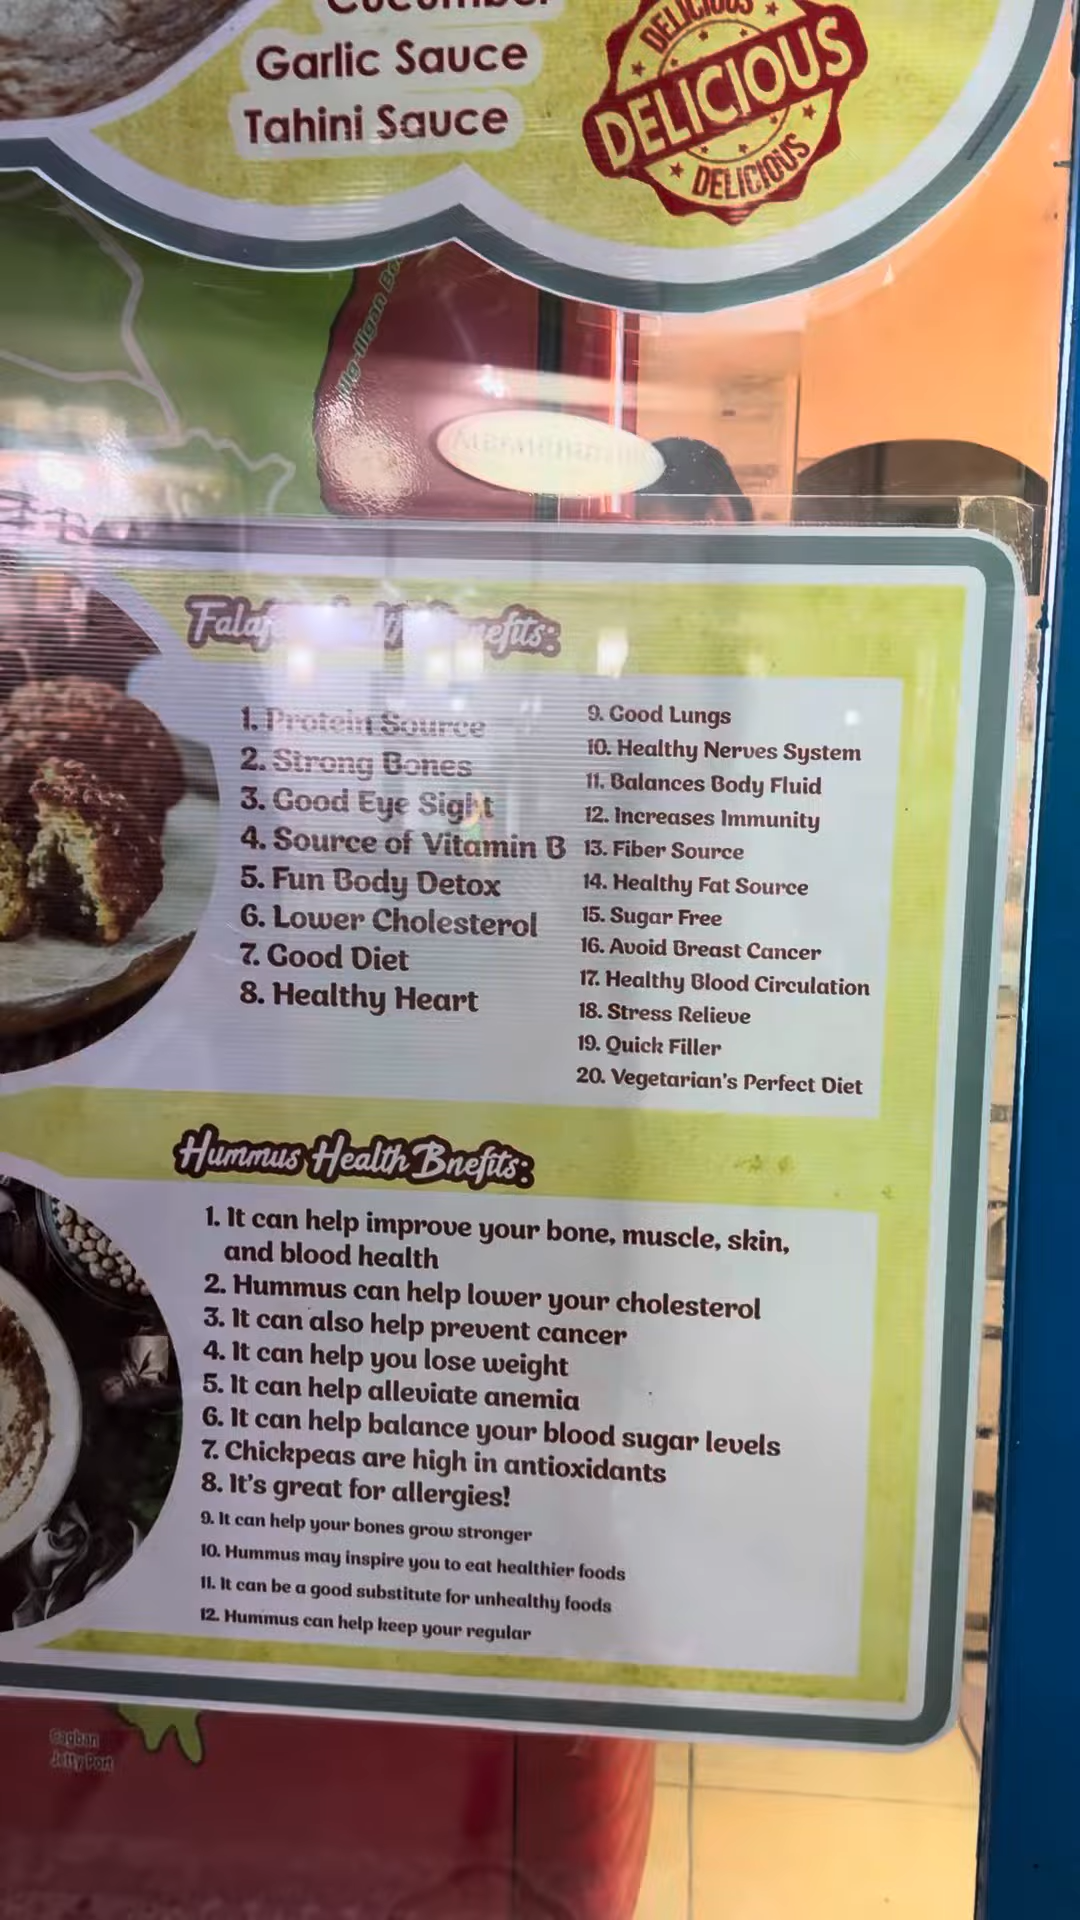 Garlic Sauce
Tahini Sauce
DELICIOUS
DELICIOUS
DELICIOUS
1. Protein Source
2. Strong Bones
3. Good Eye Sight
4. Source of Vitamin B
5. Fun Body Detox
6. Lower Cholesterol
7. Good Diet
8. Healthy Heart
9. Good Lungs
10. Healthy Nerves System
11. Balances Body Fluid
12. Increases Immunity
13. Fiber Source
14. Healthy Fat Source
15. Sugar Free
16. Avoid Breast Cancer
17. Healthy Blood Circulation
18. Stress Relieve
19. Quick Filler
20. Vegetarian's Perfect Diet
Hummus Health Bnefits:
1. It can help improve your bone, muscle, skin,
and blood health
2. Hummus can help lower your cholesterol
3. It can also help prevent cancer
4. It can help you lose weight
5. It can help alleviate anemia
6. It can help balance your blood sugar levels
7. Chickpeas are high in antioxidants
8. It's great for allergies!
9. It can help your bones grow stronger
10. Hummus may inspire you to eat healthier foods
11. It can be a good substitute for unhealthy foods
12. Hummus can help keep your regular
Cagban
Jetty Port